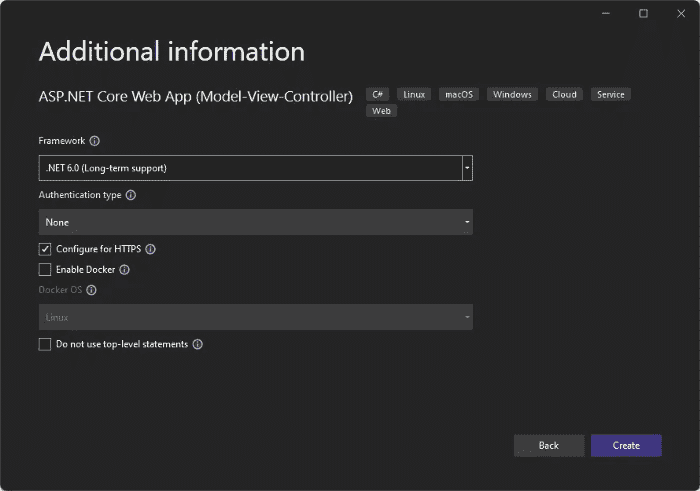 Additional information
ASP.NET Core Web App (Model-View-Controller) C# Linux macOS Windows Cloud Service
Web
Framework
.NET 6.0 (Long-term support)
Authentication type
None
Configure for HTTPS
Enable Docker
Docker OS
Linux
Do not use top-level statements
Back Create